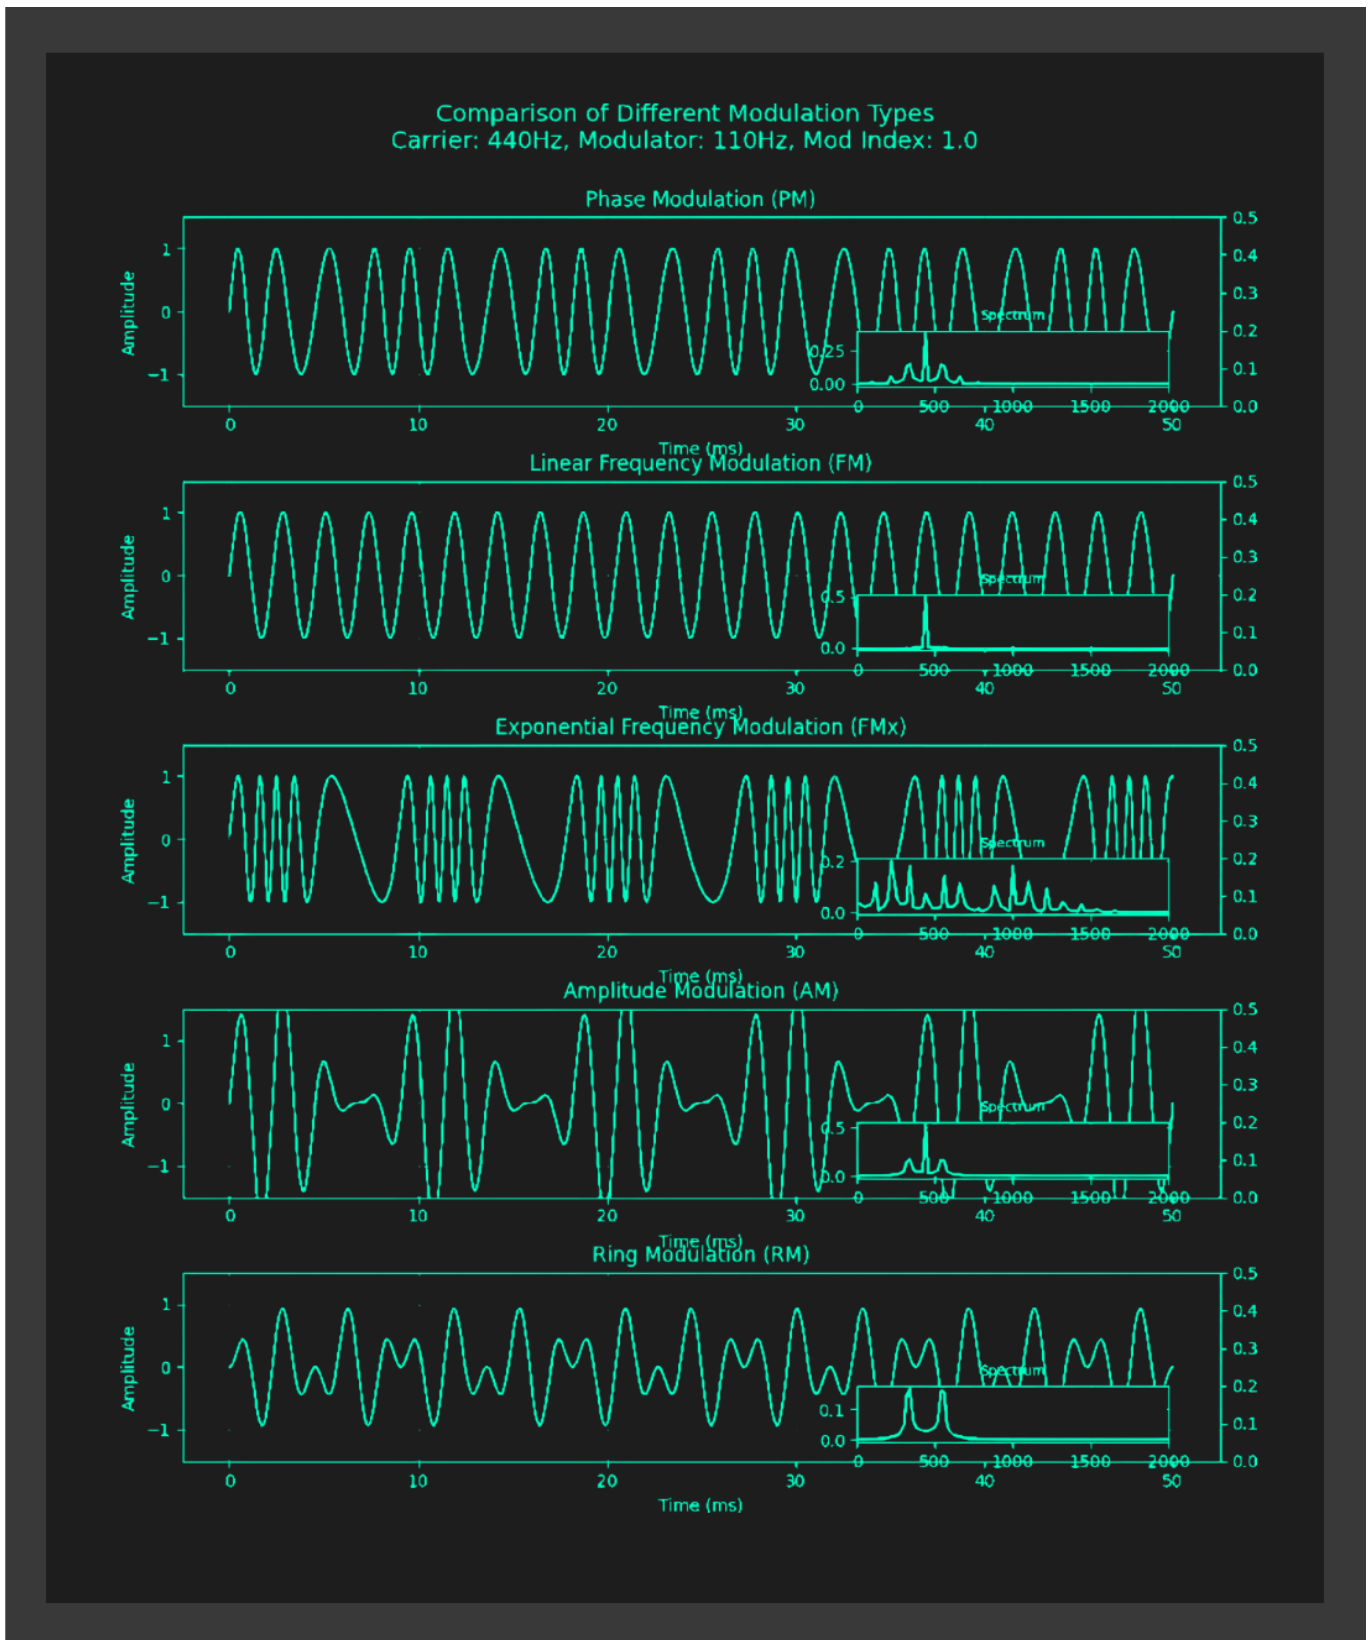 Comparison of Different Modulation Types
Carrier: 440Hz, Modulator: 110Hz, Mod Index: 1.0
Phase Modulation (PM)
Amplitude
1
0
−1
0.5
0.4
0.3
0.2
0.1
0.0
Spectrum
0.25
0.00
0 500 1000 1500 2000
0 10 20 30 40 50
Time (ms)
Linear Frequency Modulation (FM)
Amplitude
1
0
−1
0.5
0.4
0.3
0.2
0.1
0.0
Spectrum
0.5
0.0
0 500 1000 1500 2000
0 10 20 30 40 50
Time (ms)
Exponential Frequency Modulation (FMx)
Amplitude
1
0
−1
0.5
0.4
0.3
0.2
0.1
0.0
Spectrum
0.2
0.0
0 500 1000 1500 2000
0 10 20 30 40 50
Time (ms)
Amplitude Modulation (AM)
Amplitude
1
0
−1
0.5
0.4
0.3
0.2
0.1
0.0
Spectrum
0.5
0.0
0 500 1000 1500 2000
0 10 20 30 40 50
Time (ms)
Ring Modulation (RM)
Amplitude
1
0
−1
0.5
0.4
0.3
0.2
0.1
0.0
Spectrum
0.1
0.0
0 500 1000 1500 2000
0 10 20 30 40 50
Time (ms)